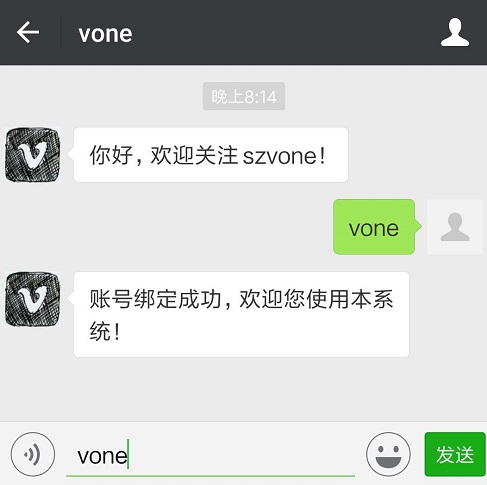 vone
晚上8:14
你好，欢迎关注 szvone！
vone
账号绑定成功，欢迎您使用本系
统！
vone
发送